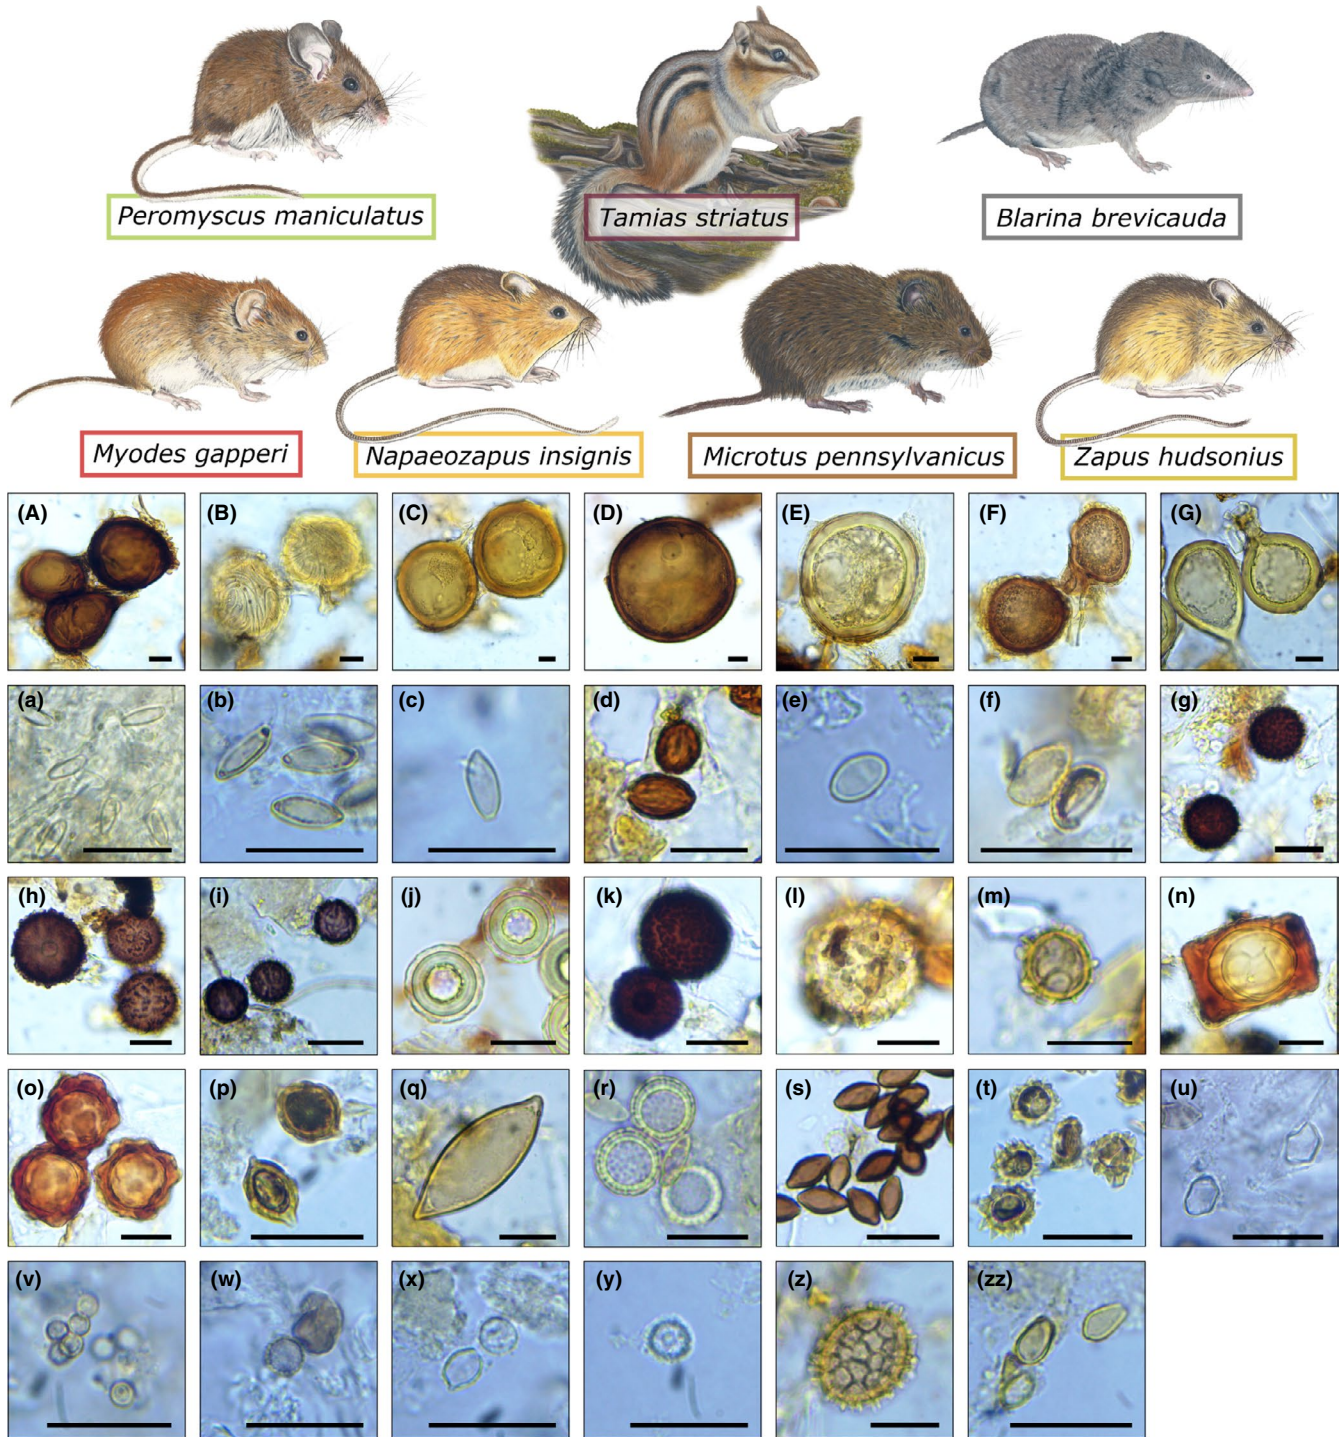 Peromyscus maniculatus
Tamias striatus
Blarina brevicauda
Myodes gapperi
Napaeozapus insignis
Microtus pennsylvanicus
Zapus hudsonius
(A) (B) (C) (D) (E) (F) (G)
(a) (b) (c) (d) (e) (f) (g)
(h) (i) (j) (k) (l) (m) (n)
(o) (p) (q) (r) (s) (t) (u)
(v) (w) (x) (y) (z) (zz)